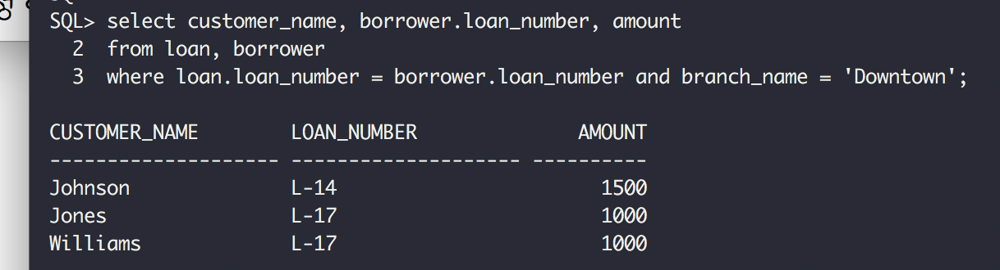 SQL> select customer_name, borrower.loan_number, amount
2 from loan, borrower
3 where loan.loan_number = borrower.loan_number and branch_name = 'Downtown';
CUSTOMER_NAME LOAN_NUMBER AMOUNT
-------------------- -------------------- ----------
Johnson L-14 1500
Jones L-17 1000
Williams L-17 1000